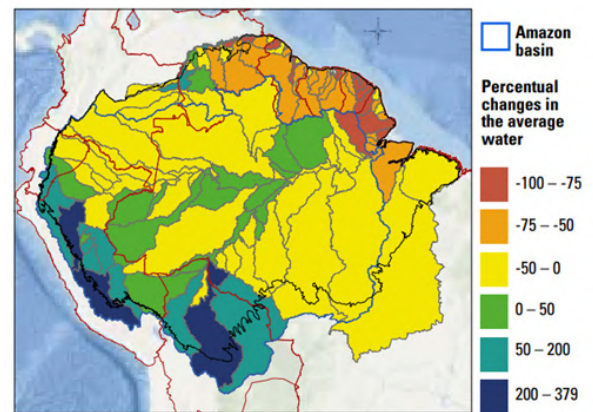 Amazon
basin
Percentual
changes in
the average
water
-100 – -75
-75 – -50
-50 – 0
0 – 50
50 – 200
200 – 379